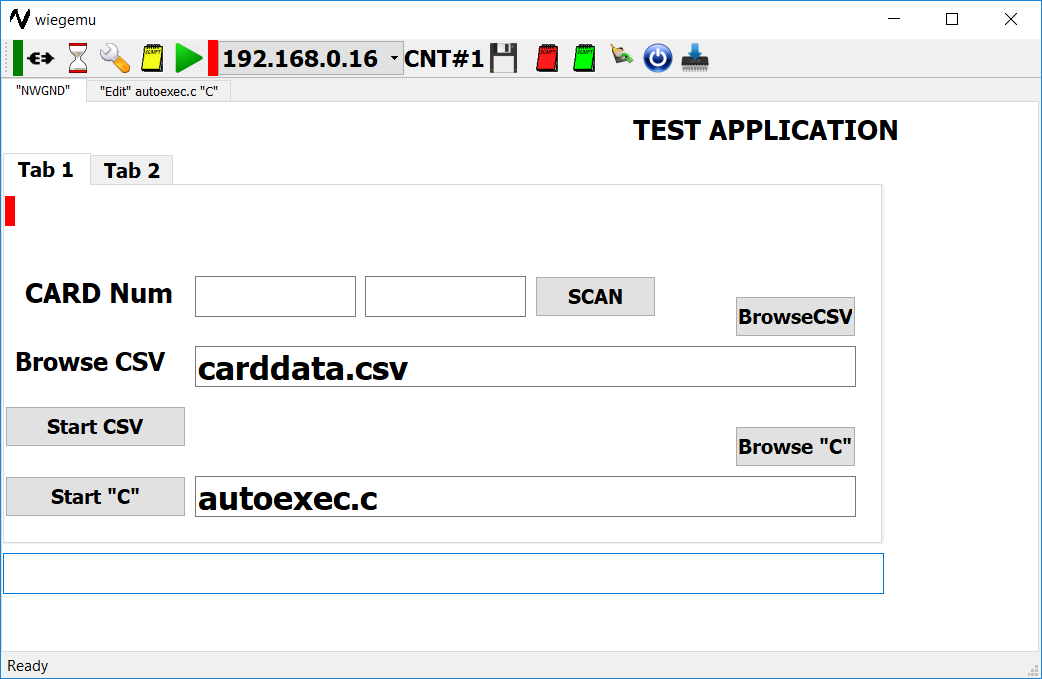 wiegemu
192.168.0.16 CNT#1
"NWGND" "Edit" autoexec.c "C"
TEST APPLICATION
Tab 1 Tab 2
CARD Num SCAN
BrowseCSV
Browse CSV carddata.csv
Start CSV
Browse "C"
Start "C" autoexec.c
Ready